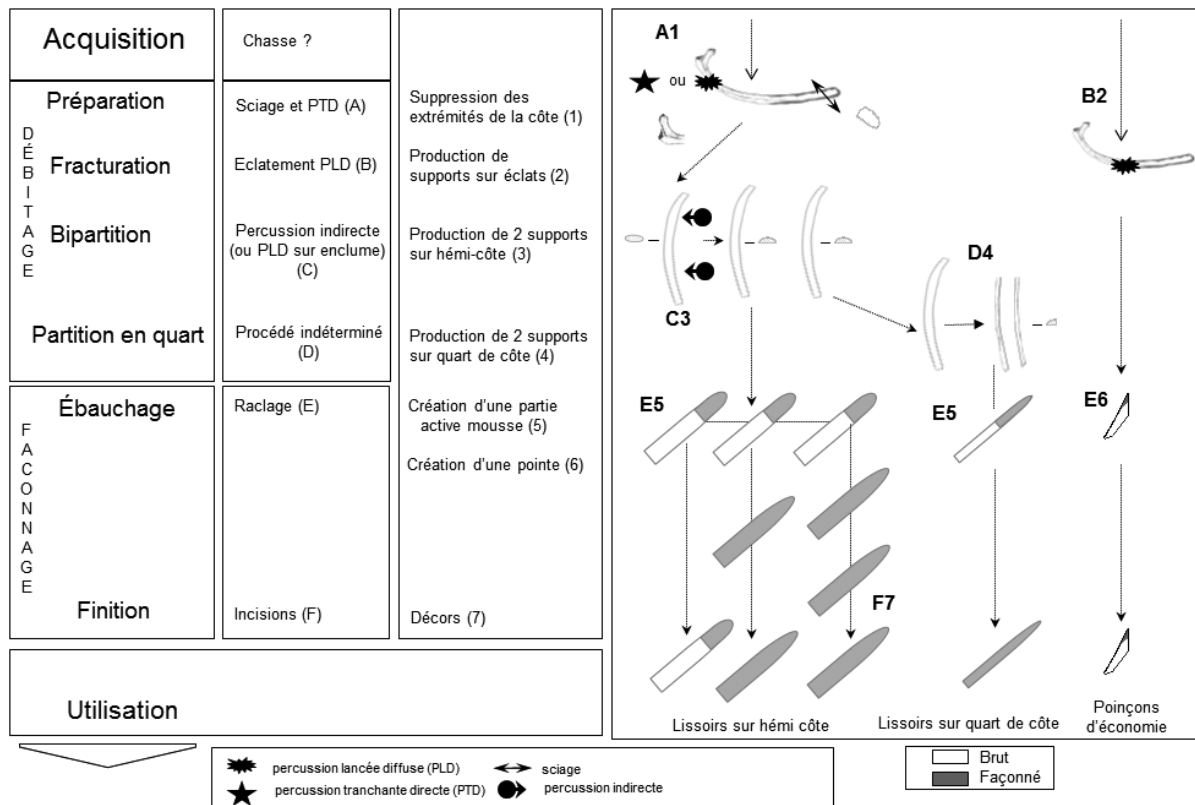 Acquisition
Chasse ?
DÉBITAGE
Préparation
Sciage et PTD (A)
Suppression des
extrémités de la côte (1)
Fracturation
Eclatement PLD (B)
Production de
supports sur éclats (2)
Bipartition
Percussion indirecte
(ou PLD sur enclume)
(C)
Production de 2 supports
sur hémi-côte (3)
Partition en quart
Procédé indéterminé
(D)
Production de 2 supports
sur quart de côte (4)
FACONNAGE
Ébauchage
Raclage (E)
Création d'une partie
active mousse (5)
Création d'une pointe (6)
Finition
Incisions (F)
Décors (7)
Utilisation
A1
ou
B2
C3
D4
E5
E5
E6
F7
Lissoirs sur hémi côte
Lissoirs sur quart de côte
Poinçons
d'économie
percussion lancée diffuse (PLD)
sciage
percussion tranchante directe (PTD)
percussion indirecte
Brut
Façonné